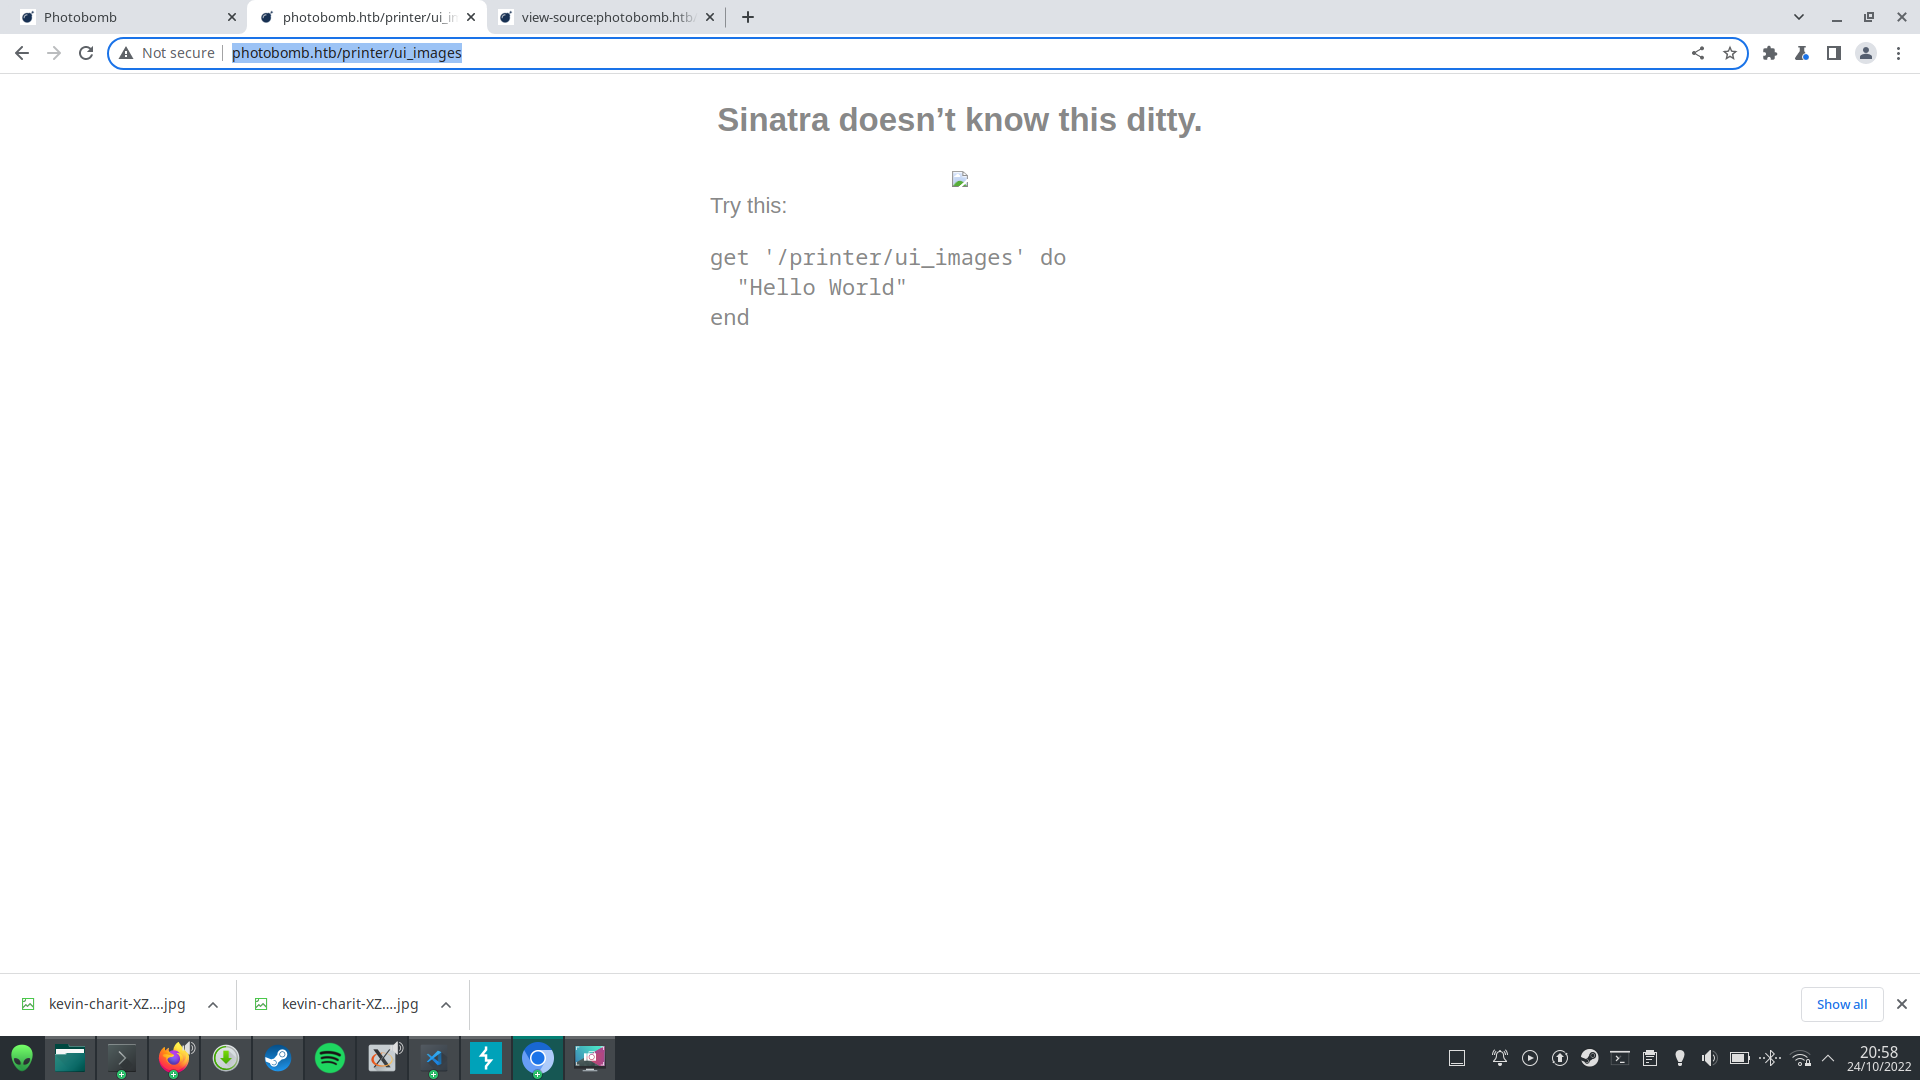 Photobomb
photobomb.htb/printer/ui_in
view-source:photobomb.htb/
Not secure
photobomb.htb/printer/ui_images
Sinatra doesn’t know this ditty.
Try this:
get '/printer/ui_images' do
"Hello World"
end
kevin-charit-XZ....jpg
kevin-charit-XZ....jpg
Show all
20:58
24/10/2022